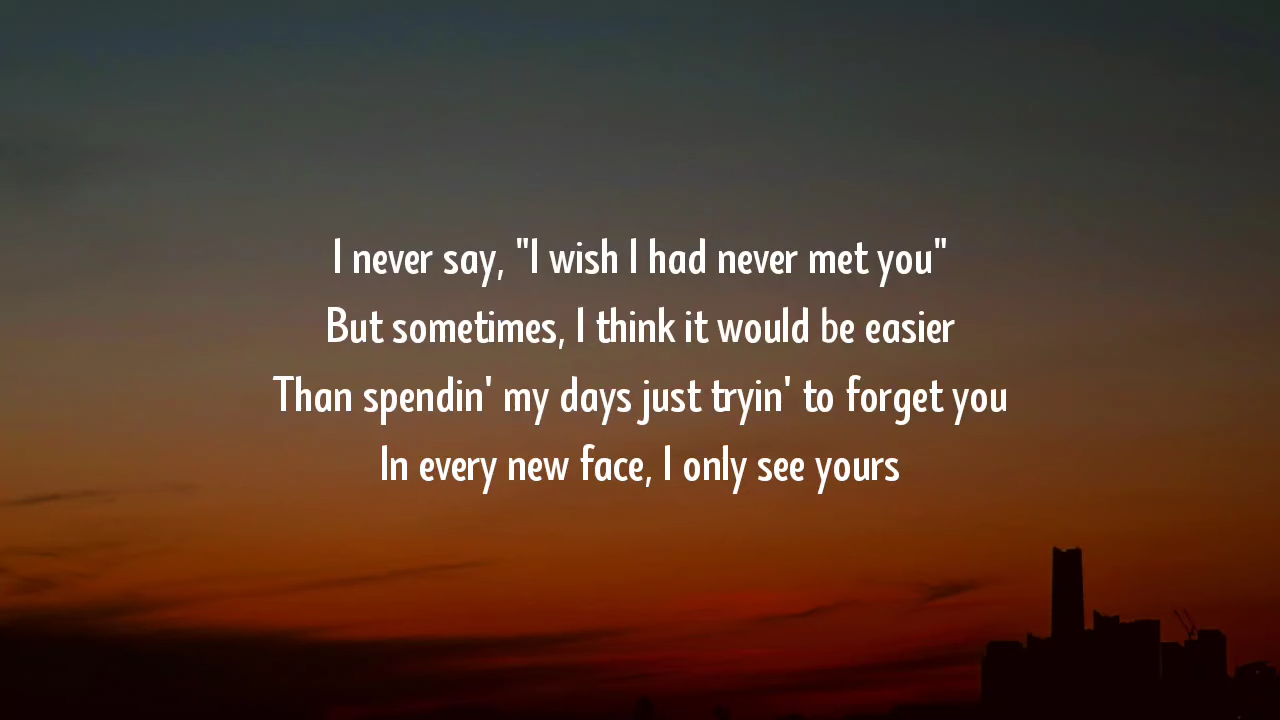 I never say, "I wish I had never met you"
But sometimes, I think it would be easier
Than spendin' my days just tryin' to forget you
In every new face, I only see yours